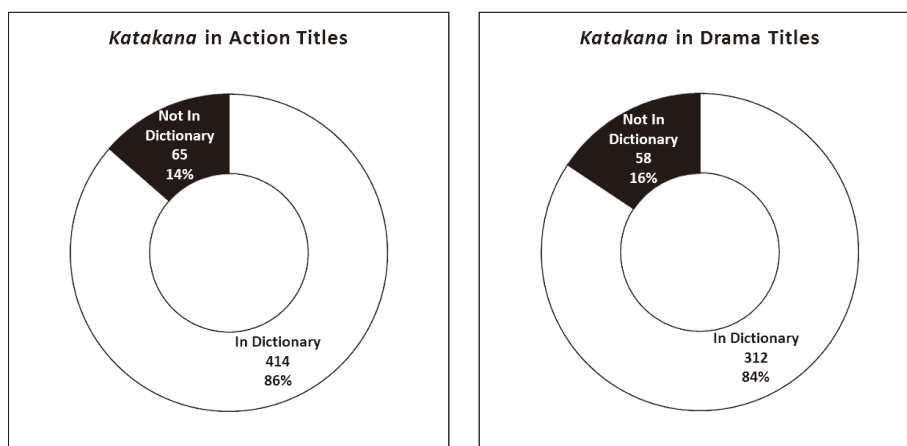 Katakana in Action Titles
Not In
Dictionary
65
14%
In Dictionary
414
86%
Katakana in Drama Titles
Not In
Dictionary
58
16%
In Dictionary
312
84%